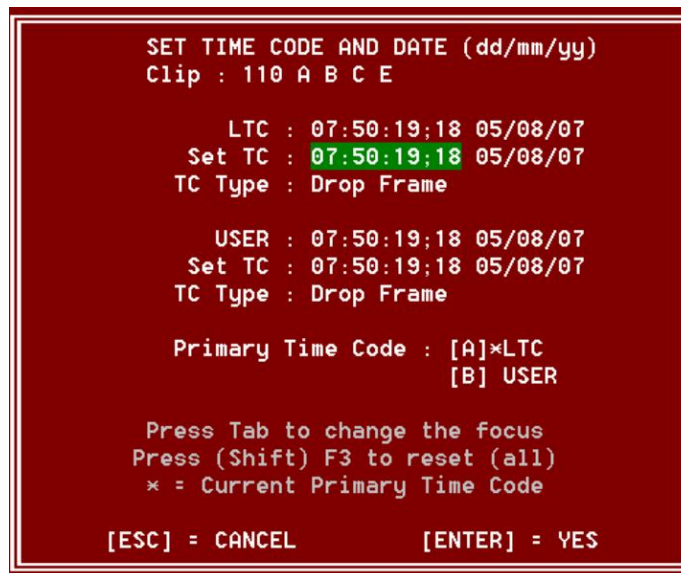 SET TIME CODE AND DATE (dd/mm/yy)
Clip : 110 A B C E
LTC : 07:50:19;18 05/08/07
Set TC : 07:50:19;18 05/08/07
TC Type : Drop Frame
USER : 07:50:19;18 05/08/07
Set TC : 07:50:19;18 05/08/07
TC Type : Drop Frame
Primary Time Code : [A]*LTC
[B] USER
Press Tab to change the focus
Press (Shift) F3 to reset (all)
* = Current Primary Time Code
[ESC] = CANCEL [ENTER] = YES